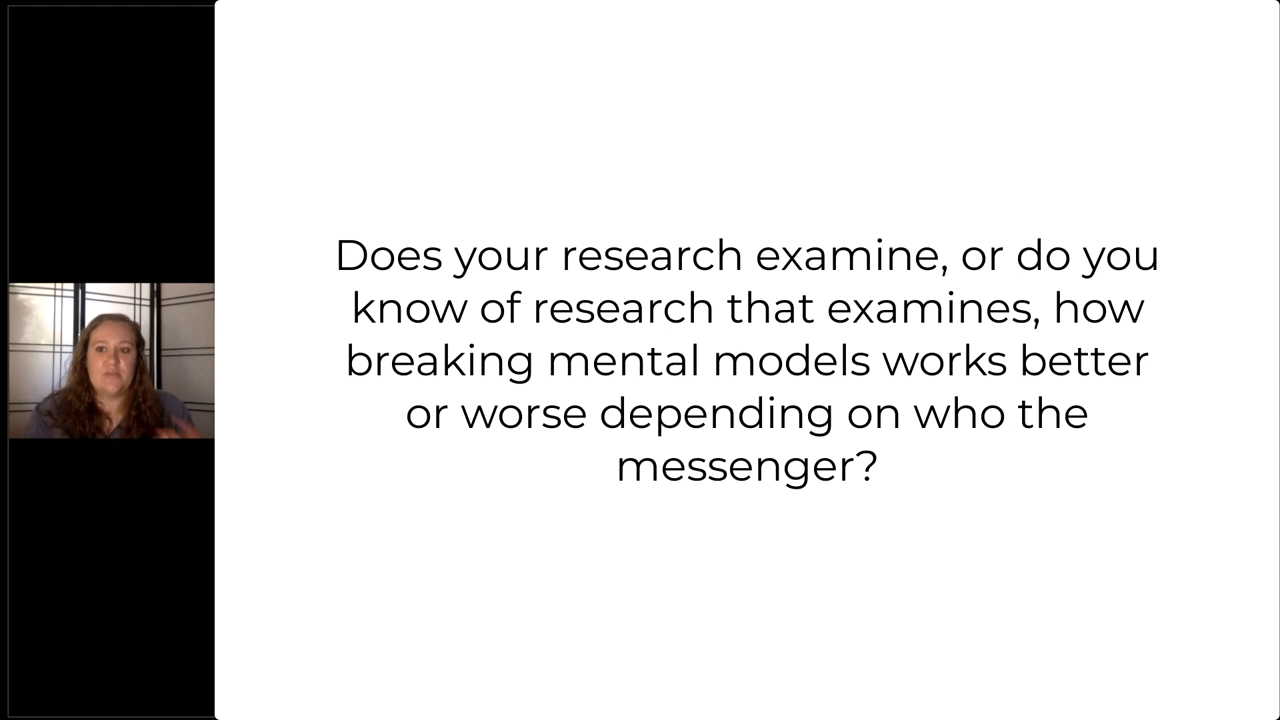 Does your research examine, or do you
know of research that examines, how
breaking mental models works better
or worse depending on who the
messenger?